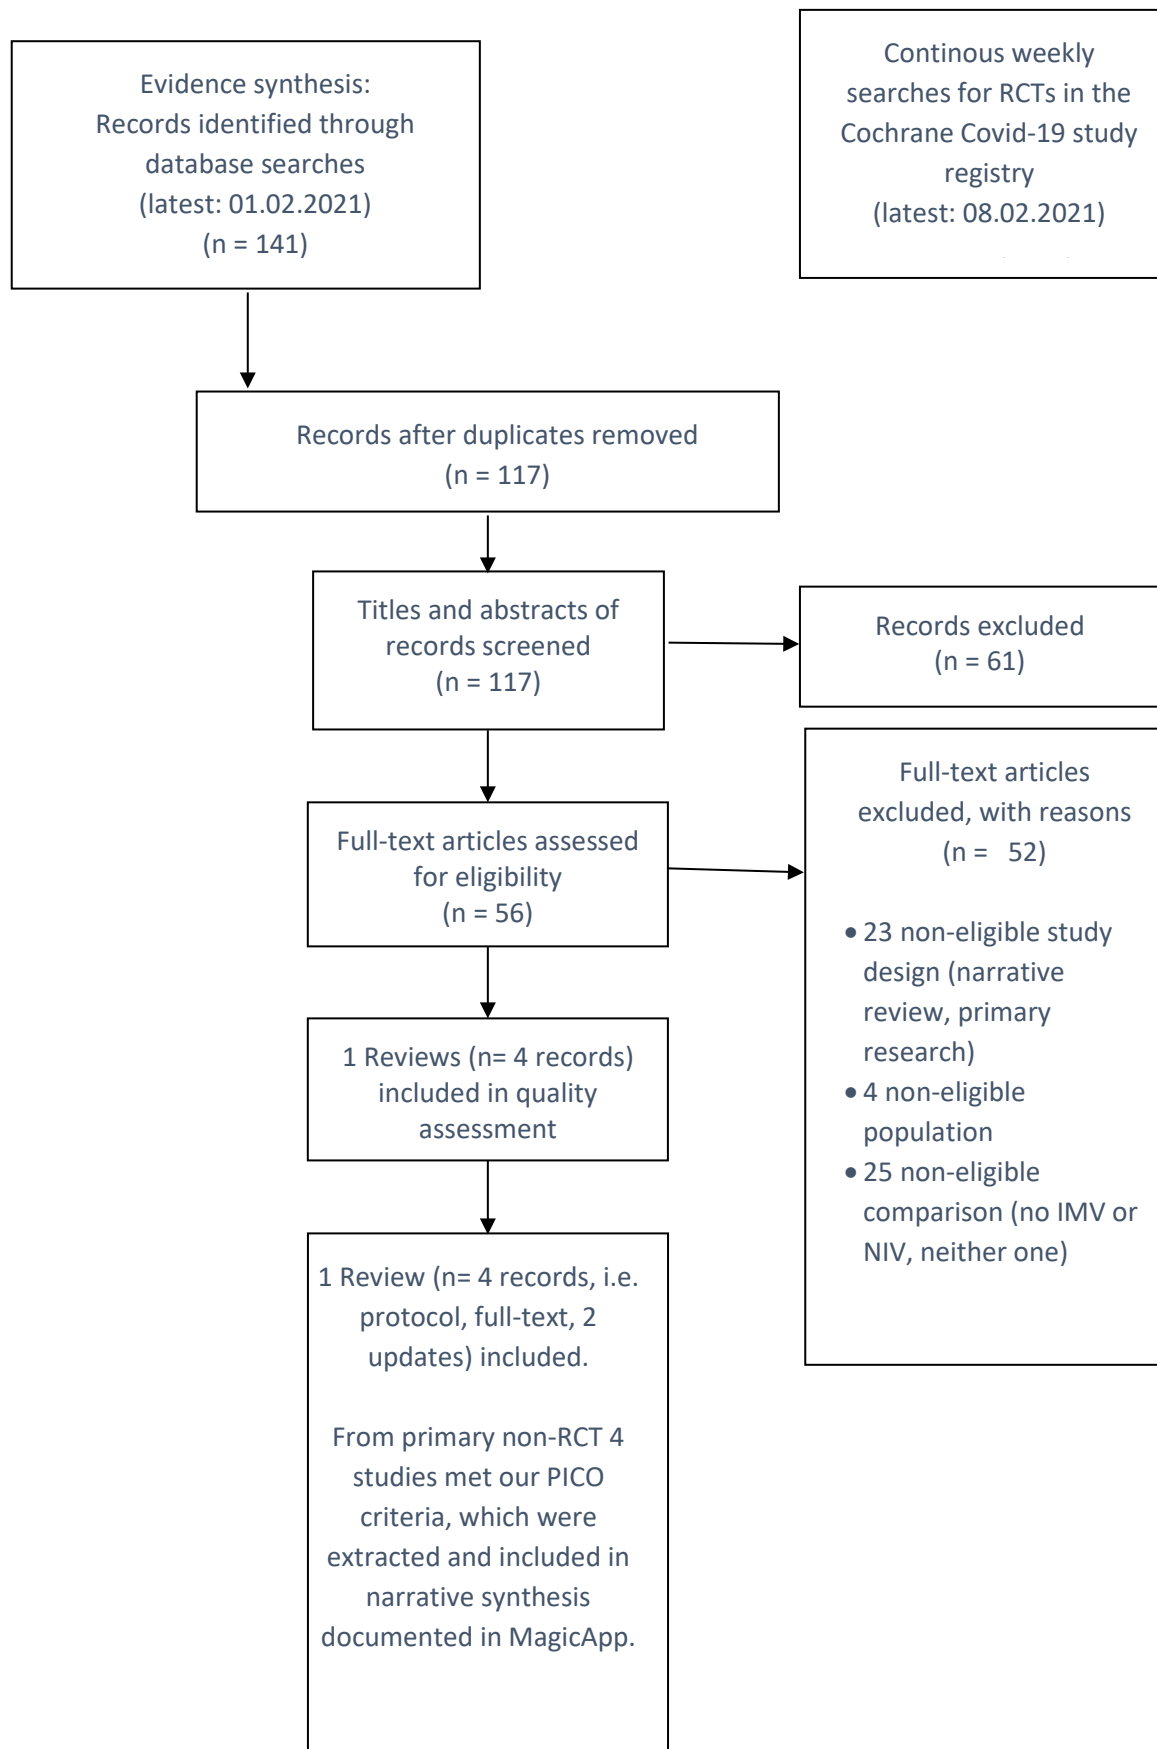 Evidence synthesis:
Records identified through
database searches
(latest: 01.02.2021)
(n = 141)
Continous weekly
searches for RCTs in the
Cochrane Covid-19 study
registry
(latest: 08.02.2021)
Records after duplicates removed
(n = 117)
Titles and abstracts of
records screened
(n = 117)
Records excluded
(n = 61)
Full-text articles assessed
for eligibility
(n = 56)
Full-text articles
excluded, with reasons
(n =   52)
• 23 non-eligible study
design (narrative
review, primary
research)
• 4 non-eligible
population
• 25 non-eligible
comparison (no IMV or
NIV, neither one)
1 Reviews (n= 4 records)
included in quality
assessment
1 Review (n= 4 records, i.e.
protocol, full-text, 2
updates) included.
From primary non-RCT 4
studies met our PICO
criteria, which were
extracted and included in
narrative synthesis
documented in MagicApp.